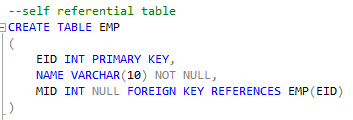 --self referential table
CREATE TABLE EMP
(
EID INT PRIMARY KEY,
NAME VARCHAR(10) NOT NULL,
MID INT NULL FOREIGN KEY REFERENCES EMP(EID)
)